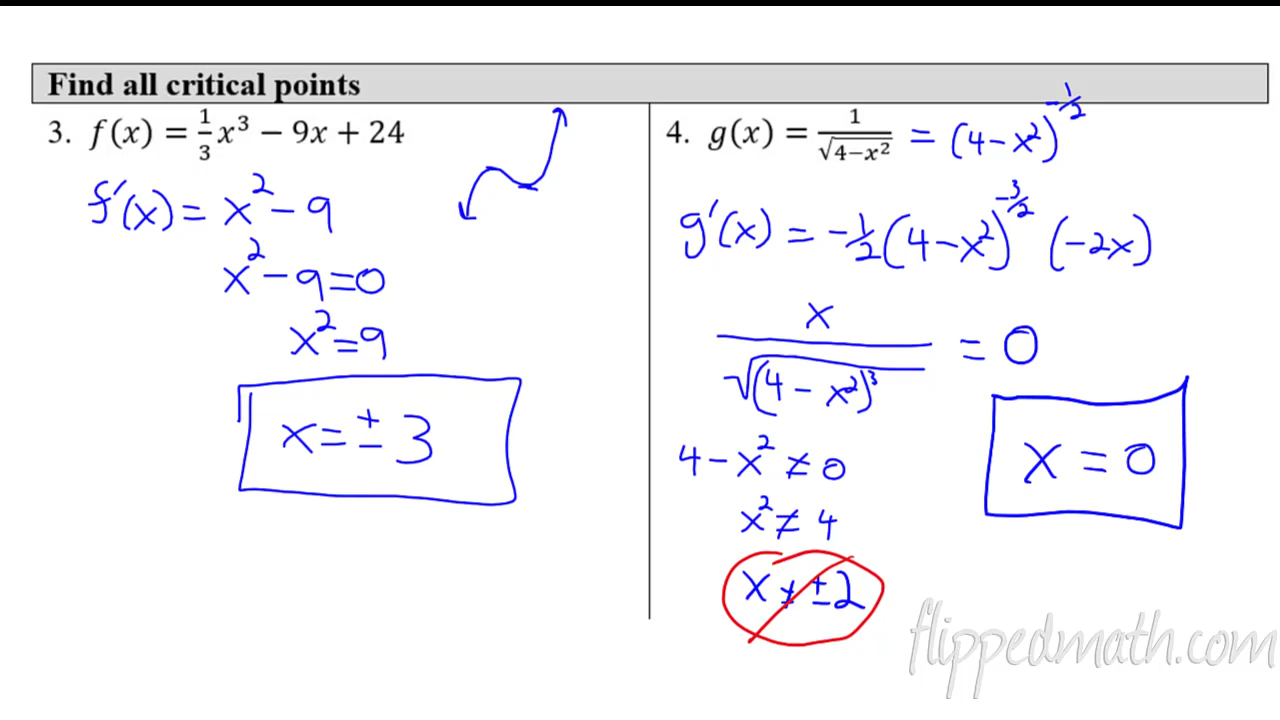 Find all critical points
3. f(x) = 1/3 x³ − 9x + 24
f'(x) = x² − 9
x² − 9 = 0
x² = 9
x = ± 3
4. g(x) = 1/√(4−x²) = (4 − x²)^(−1/2)
g'(x) = −1/2 (4 − x²)^(−3/2) (−2x)
x/√((4 − x²)³) = 0
4 − x² ≠ 0
x² ≠ 4
x ≠ ±2
x = 0
flippedmath.com